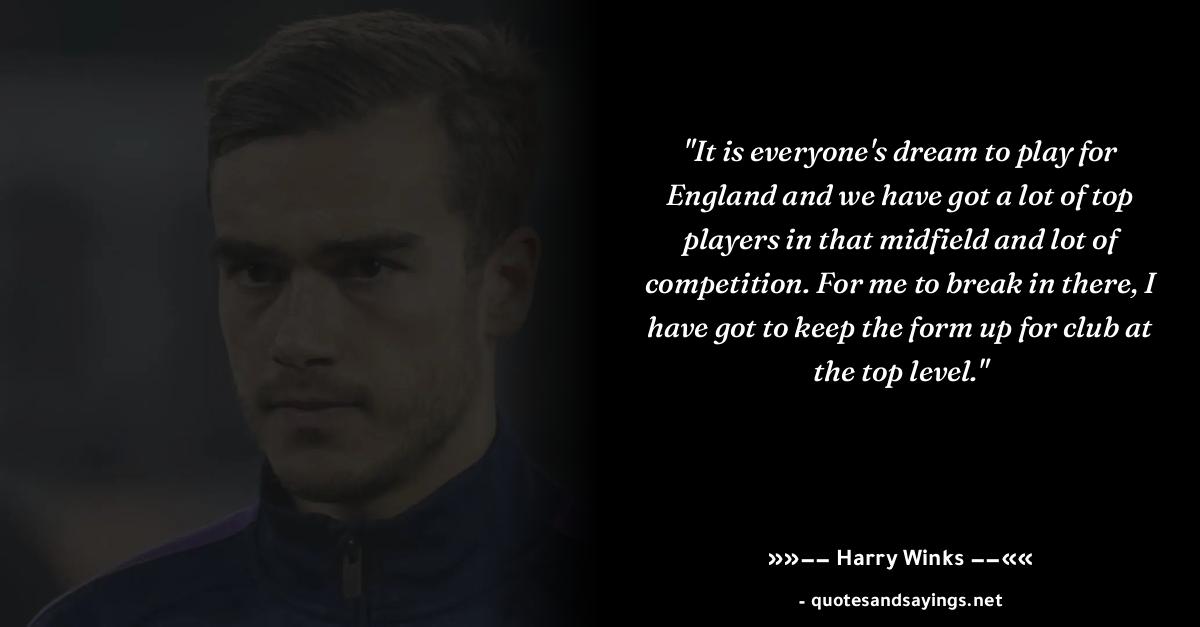 "It is everyone's dream to play for
England and we have got a lot of top
players in that midfield and lot of
competition. For me to break in there, I
have got to keep the form up for club at
the top level."
»»−− Harry Winks −−««
- quotesandsayings.net